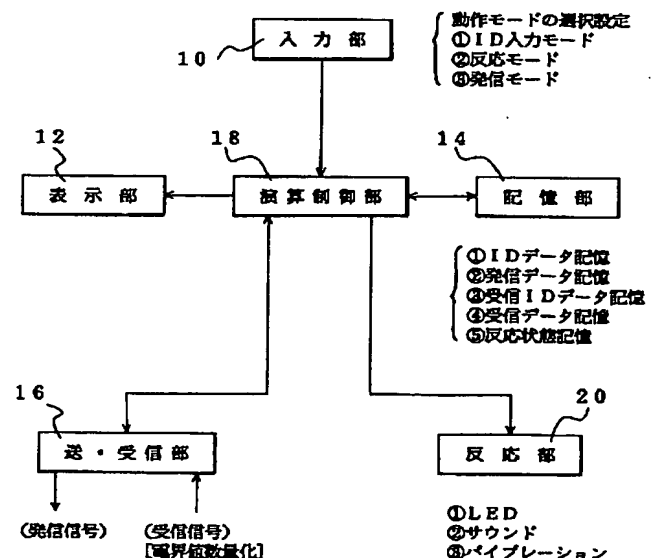 動作モードの選択設定
①ID入力モード
②反応モード
③発信モード
10
入力部
12
18
14
表示部
演算制御部
記憶部
①IDデータ記憶
②発信データ記憶
③受信IDデータ記憶
④受信データ記憶
⑤反応状態記憶
16
20
送・受信部
反応部
(発信信号)
(受信信号)
[電界値数量化]
①LED
②サウンド
③バイブレーション